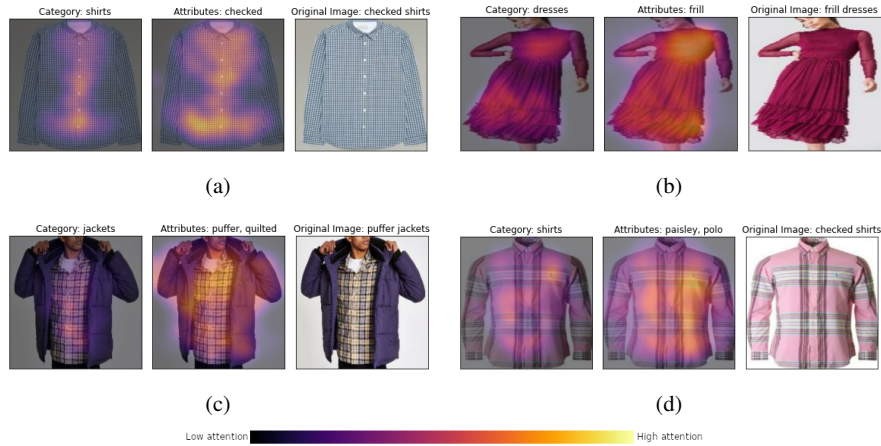 Category: shirts Attributes: checked Original Image: checked shirts
(a)
Category: dresses Attributes: frill Original Image: frill dresses
(b)
Category: jackets Attributes: puffer, quilted Original Image: puffer jackets
(c)
Category: shirts Attributes: paisley, polo Original Image: checked shirts
(d)
Low attention High attention